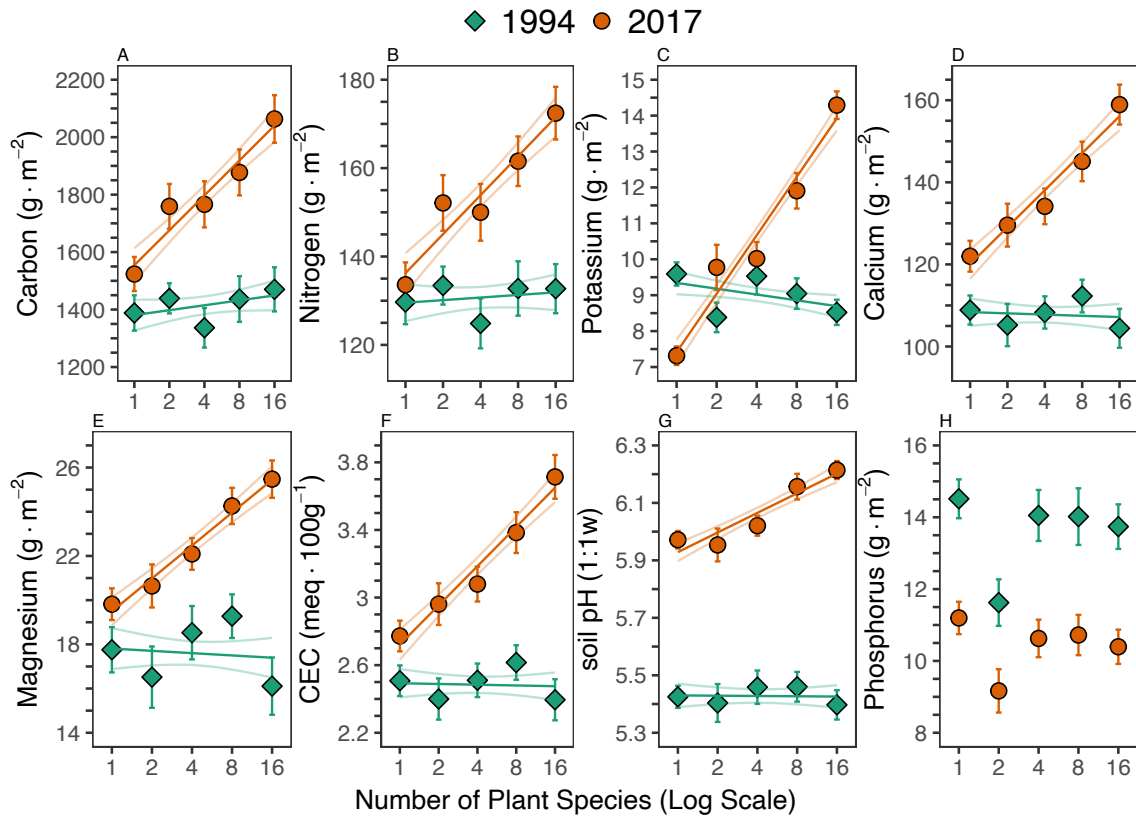 1994 2017
A
Carbon (g · m⁻²)
2200
2000
1800
1600
1400
1200
1 2 4 8 16
B
Nitrogen (g · m⁻²)
180
160
140
120
1 2 4 8 16
C
Potassium (g · m⁻²)
15
14
13
12
11
10
9
8
7
1 2 4 8 16
D
Calcium (g · m⁻²)
160
140
120
100
1 2 4 8 16
E
Magnesium (g · m⁻²)
26
22
18
14
1 2 4 8 16
F
CEC (meq · 100g⁻¹)
3.8
3.4
3
2.6
2.2
1 2 4 8 16
G
soil pH (1:1w)
6.3
6.1
5.9
5.7
5.5
5.3
1 2 4 8 16
H
Phosphorus (g · m⁻²)
16
14
12
10
8
1 2 4 8 16
Number of Plant Species (Log Scale)